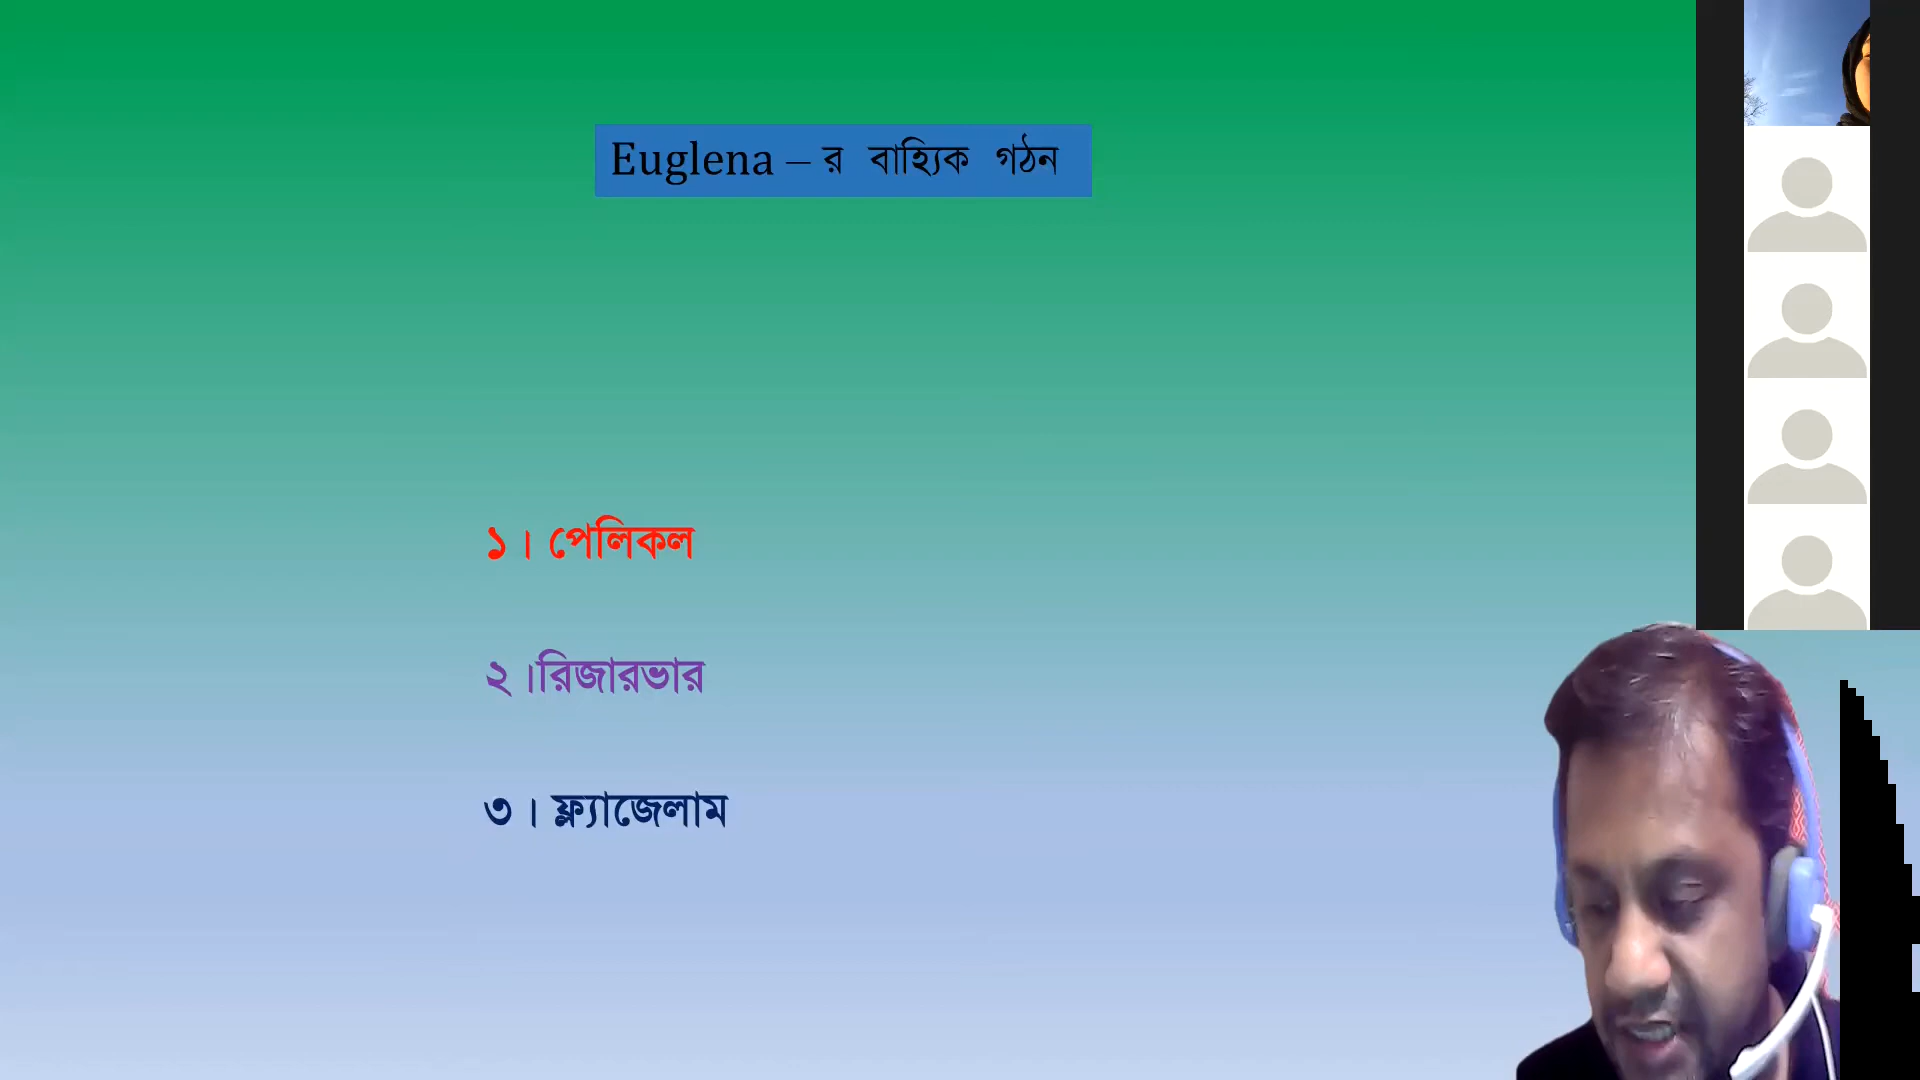 Euglena – র বাহ্যিক গঠন
১। পেলিকল
২।রিজারভার
৩। ফ্ল্যাজেলাম